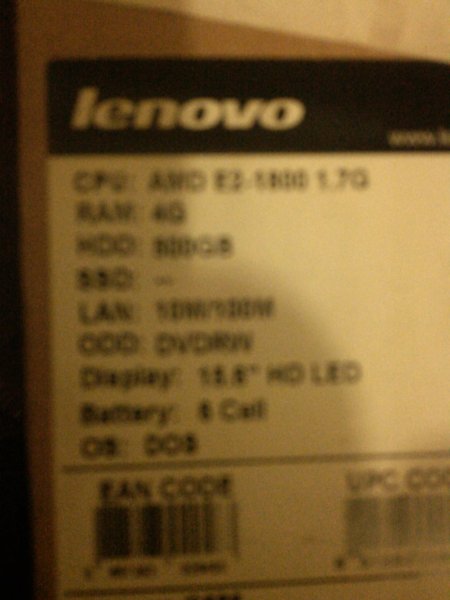 lenovo
CPU: AMD E2-1800 1.7G
RAM: 4G
HDD: 500GB
SSD: --
LAN: 10M/100M
ODD: DVDRW
Display: 15,6" HD LED
Battery: 6 Cell
OS: DOS
EAN CODE
UPC